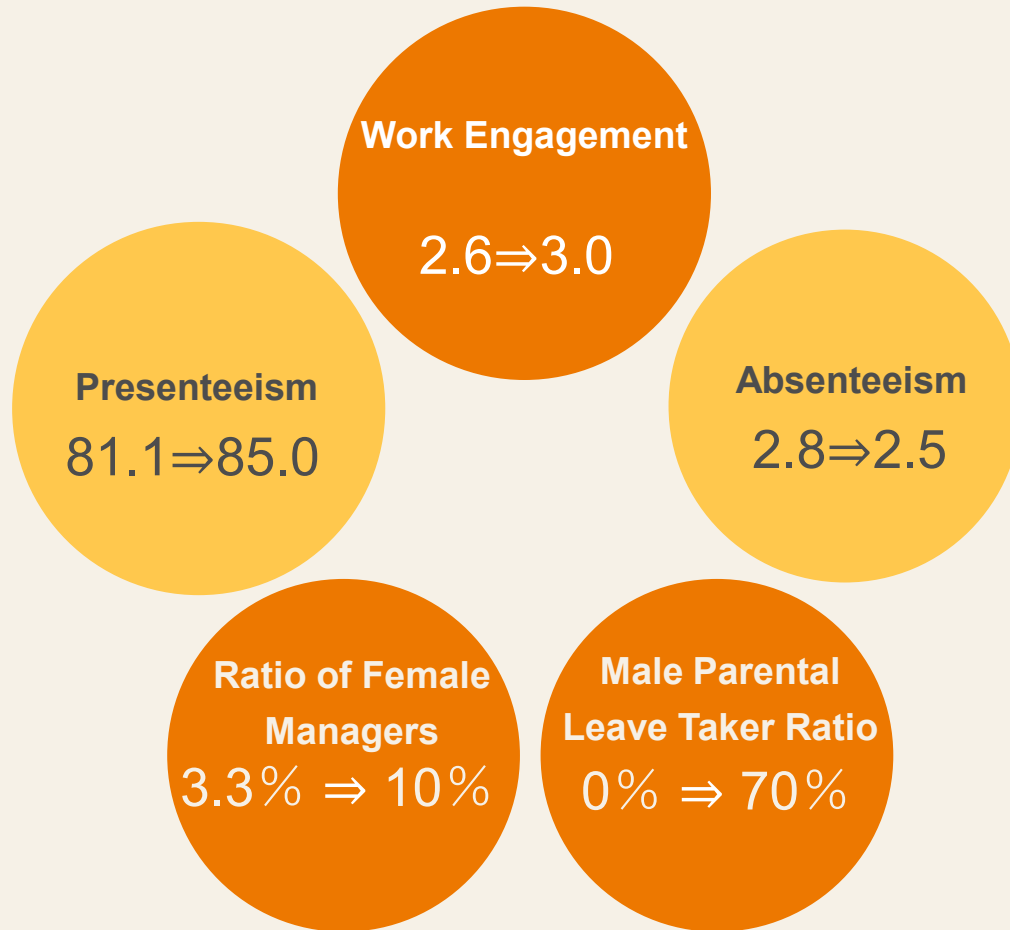 Work Engagement
2.6⇒3.0
Presenteeism
81.1⇒85.0
Absenteeism
2.8⇒2.5
Ratio of Female
Managers
3.3% ⇒ 10%
Male Parental
Leave Taker Ratio
0% ⇒ 70%